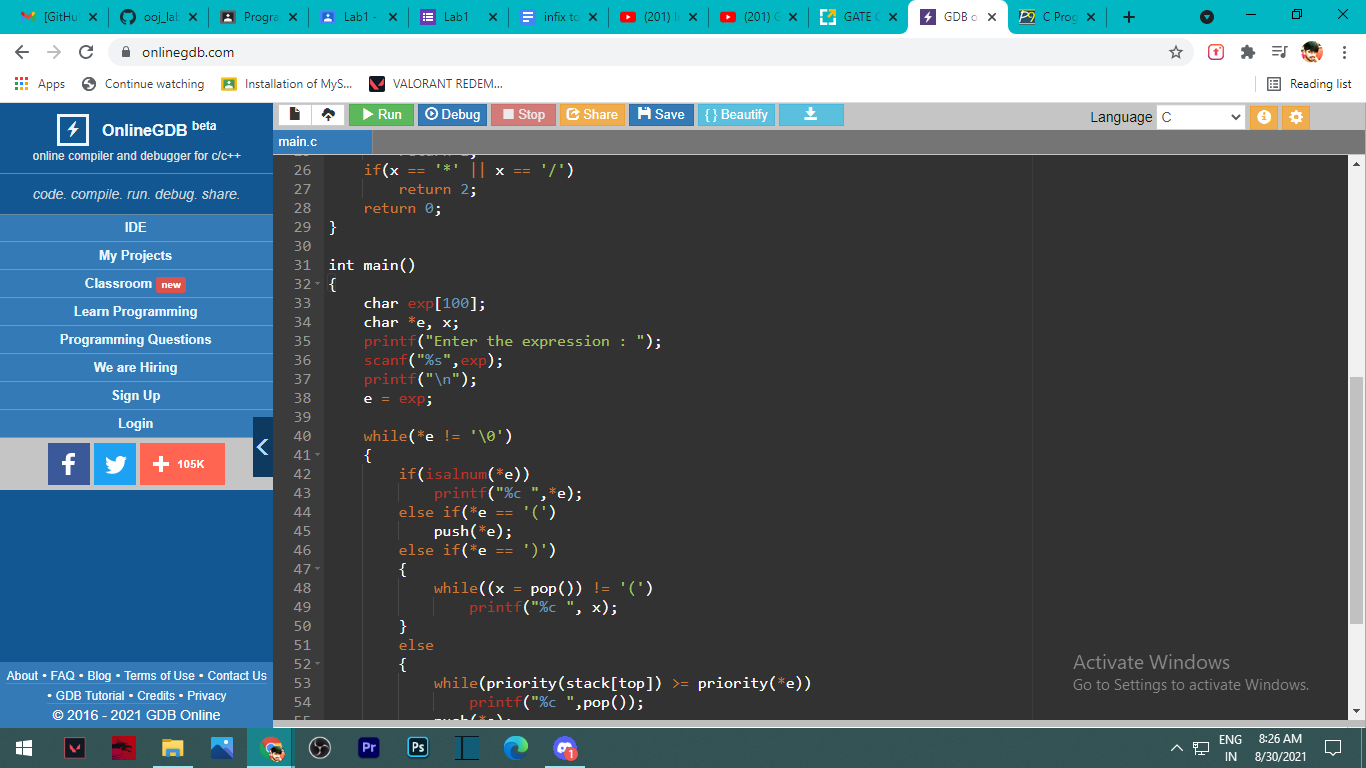 [GitHu
ooj_lab
Progra
Lab1 -
Lab1
infix to
(201) I
(201) G
GATE C
GDB o
C Prog
onlinegdb.com
Apps
Continue watching
Installation of MyS...
VALORANT REDEM...
Reading list
OnlineGDB beta
online compiler and debugger for c/c++
code. compile. run. debug. share.
IDE
My Projects
Classroom new
Learn Programming
Programming Questions
We are Hiring
Sign Up
Login
105K
About • FAQ • Blog • Terms of Use • Contact Us
• GDB Tutorial • Credits • Privacy
© 2016 - 2021 GDB Online
Run
Debug
Stop
Share
Save
{ } Beautify
Language C
main.c
26 if(x == '*' || x == '/')
27 return 2;
28 return 0;
29 }
30
31 int main()
32 {
33 char exp[100];
34 char *e, x;
35 printf("Enter the expression : ");
36 scanf("%s",exp);
37 printf("\n");
38 e = exp;
39
40 while(*e != '\0')
41 {
42 if(isalnum(*e))
43 printf("%c ",*e);
44 else if(*e == '(')
45 push(*e);
46 else if(*e == ')')
47 {
48 while((x = pop()) != '(')
49 printf("%c ", x);
50 }
51 else
52 {
53 while(priority(stack[top]) >= priority(*e))
54 printf("%c ",pop());
Activate Windows
Go to Settings to activate Windows.
Pr
Ps
1
ENG
IN
8:26 AM
8/30/2021